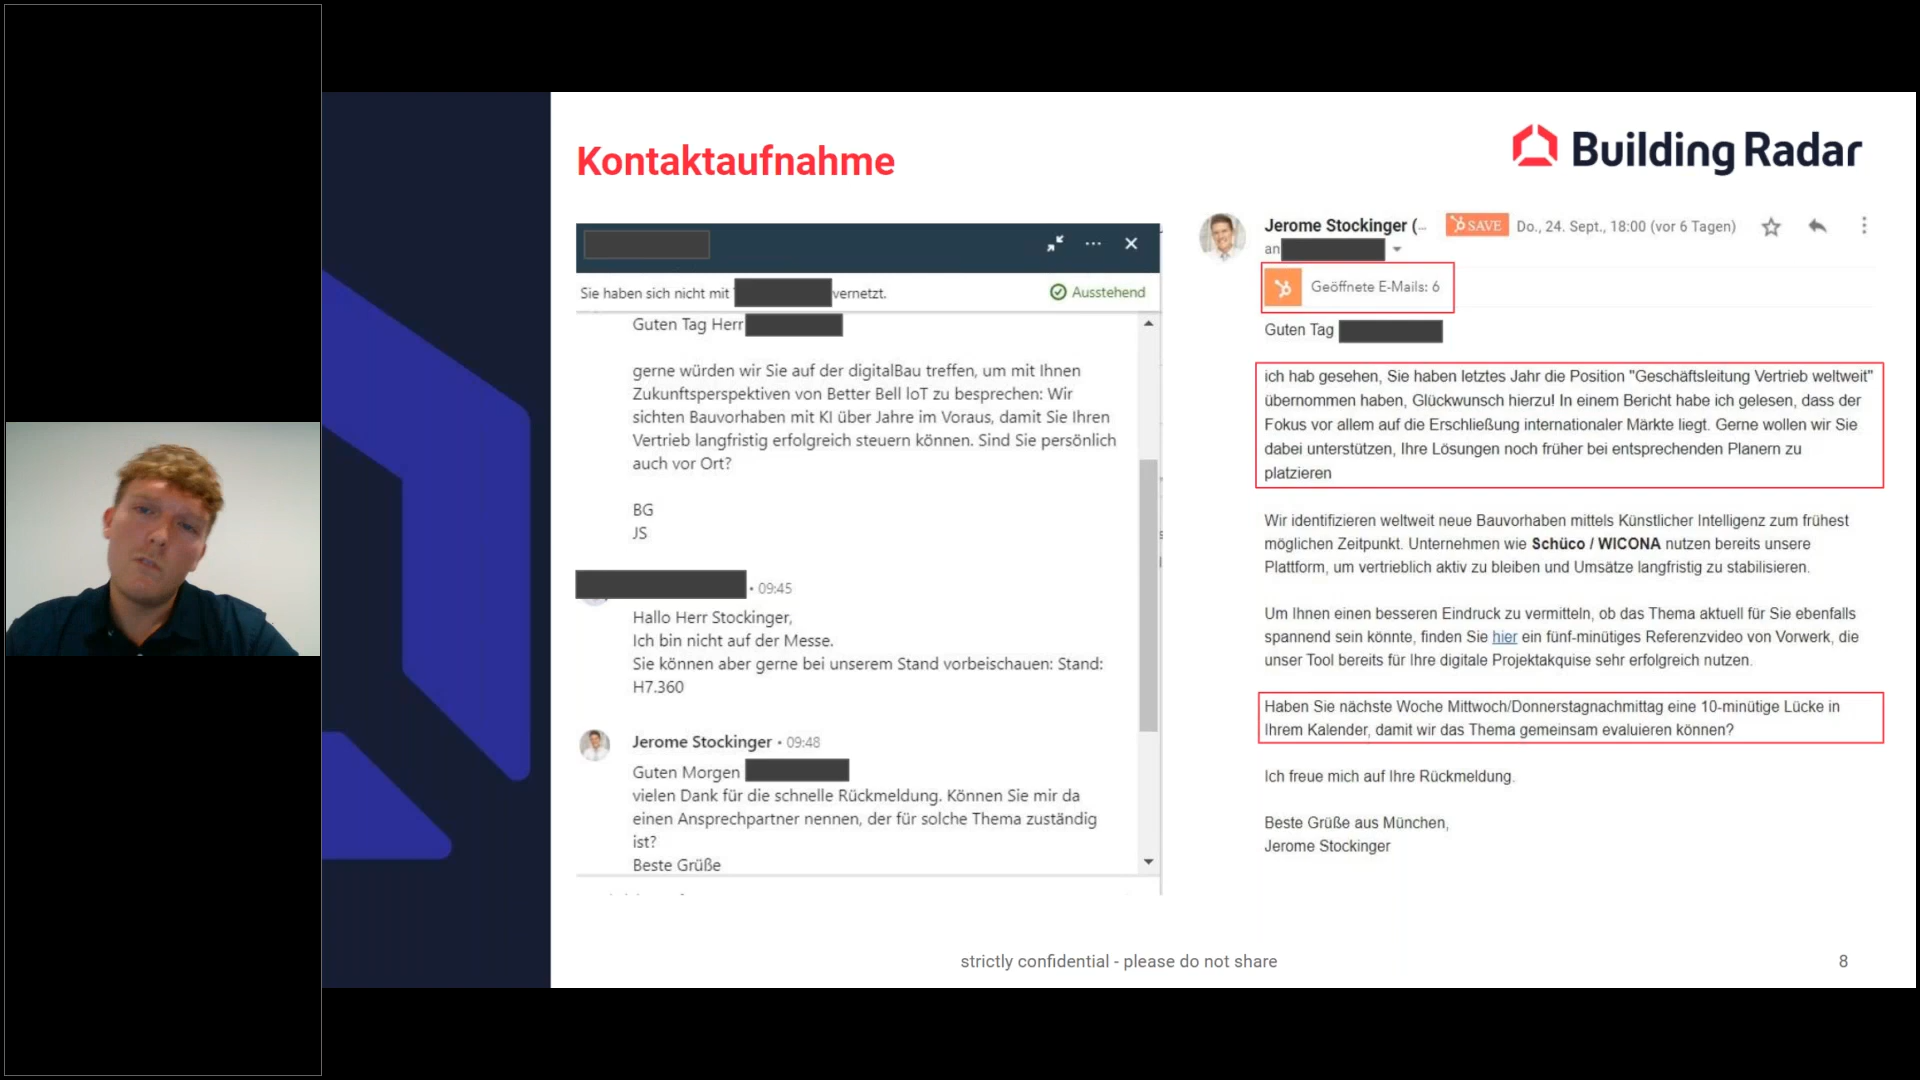 Kontaktaufnahme
Building Radar
Sie haben sich nicht mit vernetzt.
Ausstehend
Guten Tag Herr
gerne würden wir Sie auf der digitalBau treffen, um mit Ihnen
Zukunftsperspektiven von Better Bell IoT zu besprechen: Wir
sichten Bauvorhaben mit KI über Jahre im Voraus, damit Sie Ihren
Vertrieb langfristig erfolgreich steuern können. Sind Sie persönlich
auch vor Ort?
BG
JS
• 09:45
Hallo Herr Stockinger,
Ich bin nicht auf der Messe.
Sie können aber gerne bei unserem Stand vorbeischauen: Stand:
H7.360
Jerome Stockinger • 09:48
Guten Morgen
vielen Dank für die schnelle Rückmeldung. Können Sie mir da
einen Ansprechpartner nennen, der für solche Thema zuständig
ist?
Beste Grüße
Jerome Stockinger (... SAVE Do., 24. Sept., 18:00 (vor 6 Tagen)
an
Geöffnete E-Mails: 6
Guten Tag
ich hab gesehen, Sie haben letztes Jahr die Position "Geschäftsleitung Vertrieb weltweit"
übernommen haben, Glückwunsch hierzu! In einem Bericht habe ich gelesen, dass der
Fokus vor allem auf die Erschließung internationaler Märkte liegt. Gerne wollen wir Sie
dabei unterstützen, Ihre Lösungen noch früher bei entsprechenden Planern zu
platzieren
Wir identifizieren weltweit neue Bauvorhaben mittels Künstlicher Intelligenz zum frühest
möglichen Zeitpunkt. Unternehmen wie Schüco / WICONA nutzen bereits unsere
Plattform, um vertrieblich aktiv zu bleiben und Umsätze langfristig zu stabilisieren.
Um Ihnen einen besseren Eindruck zu vermitteln, ob das Thema aktuell für Sie ebenfalls
spannend sein könnte, finden Sie hier ein fünf-minütiges Referenzvideo von Vorwerk, die
unser Tool bereits für Ihre digitale Projektakquise sehr erfolgreich nutzen.
Haben Sie nächste Woche Mittwoch/Donnerstagnachmittag eine 10-minütige Lücke in
Ihrem Kalender, damit wir das Thema gemeinsam evaluieren können?
Ich freue mich auf Ihre Rückmeldung.
Beste Grüße aus München,
Jerome Stockinger
strictly confidential - please do not share
8